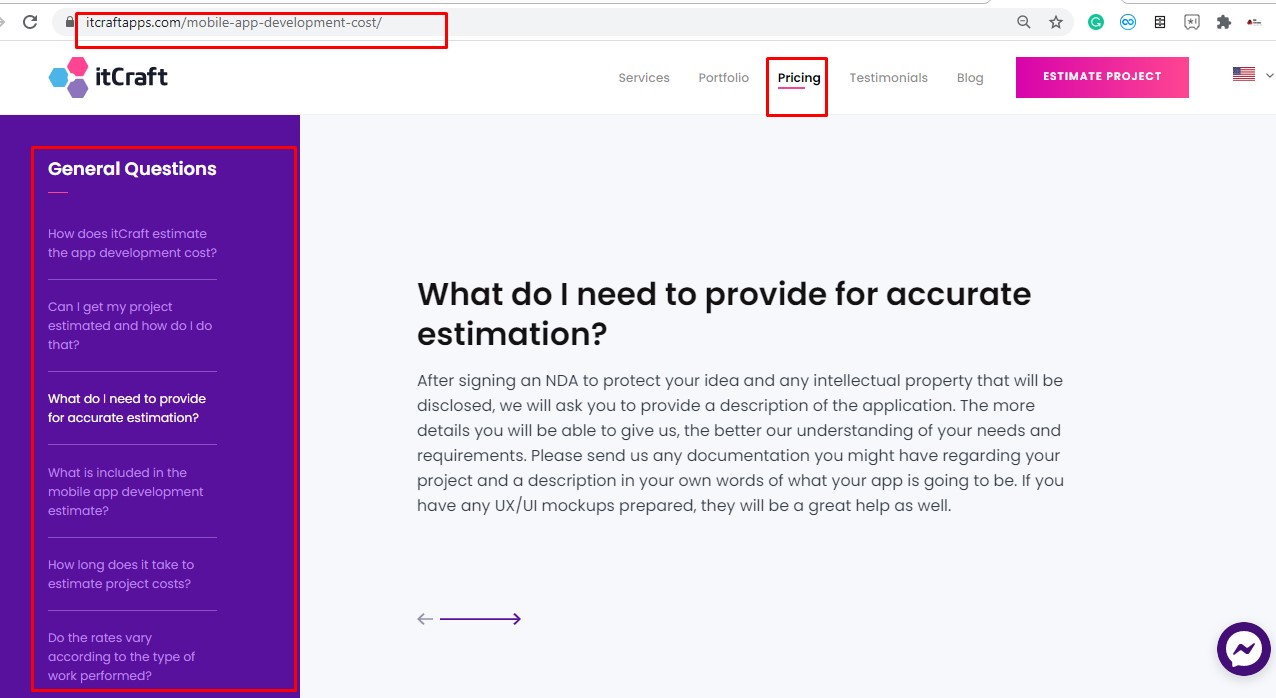 itcraftapps.com/mobile-app-development-cost/
itCraft
Services
Portfolio
Pricing
Testimonials
Blog
ESTIMATE PROJECT
General Questions
How does itCraft estimate
the app development cost?
Can I get my project
estimated and how do I do
that?
What do I need to provide
for accurate estimation?
What is included in the
mobile app development
estimate?
How long does it take to
estimate project costs?
Do the rates vary
according to the type of
work performed?
What do I need to provide for accurate
estimation?
After signing an NDA to protect your idea and any intellectual property that will be
disclosed, we will ask you to provide a description of the application. The more
details you will be able to give us, the better our understanding of your needs and
requirements. Please send us any documentation you might have regarding your
project and a description in your own words of what your app is going to be. If you
have any UX/UI mockups prepared, they will be a great help as well.